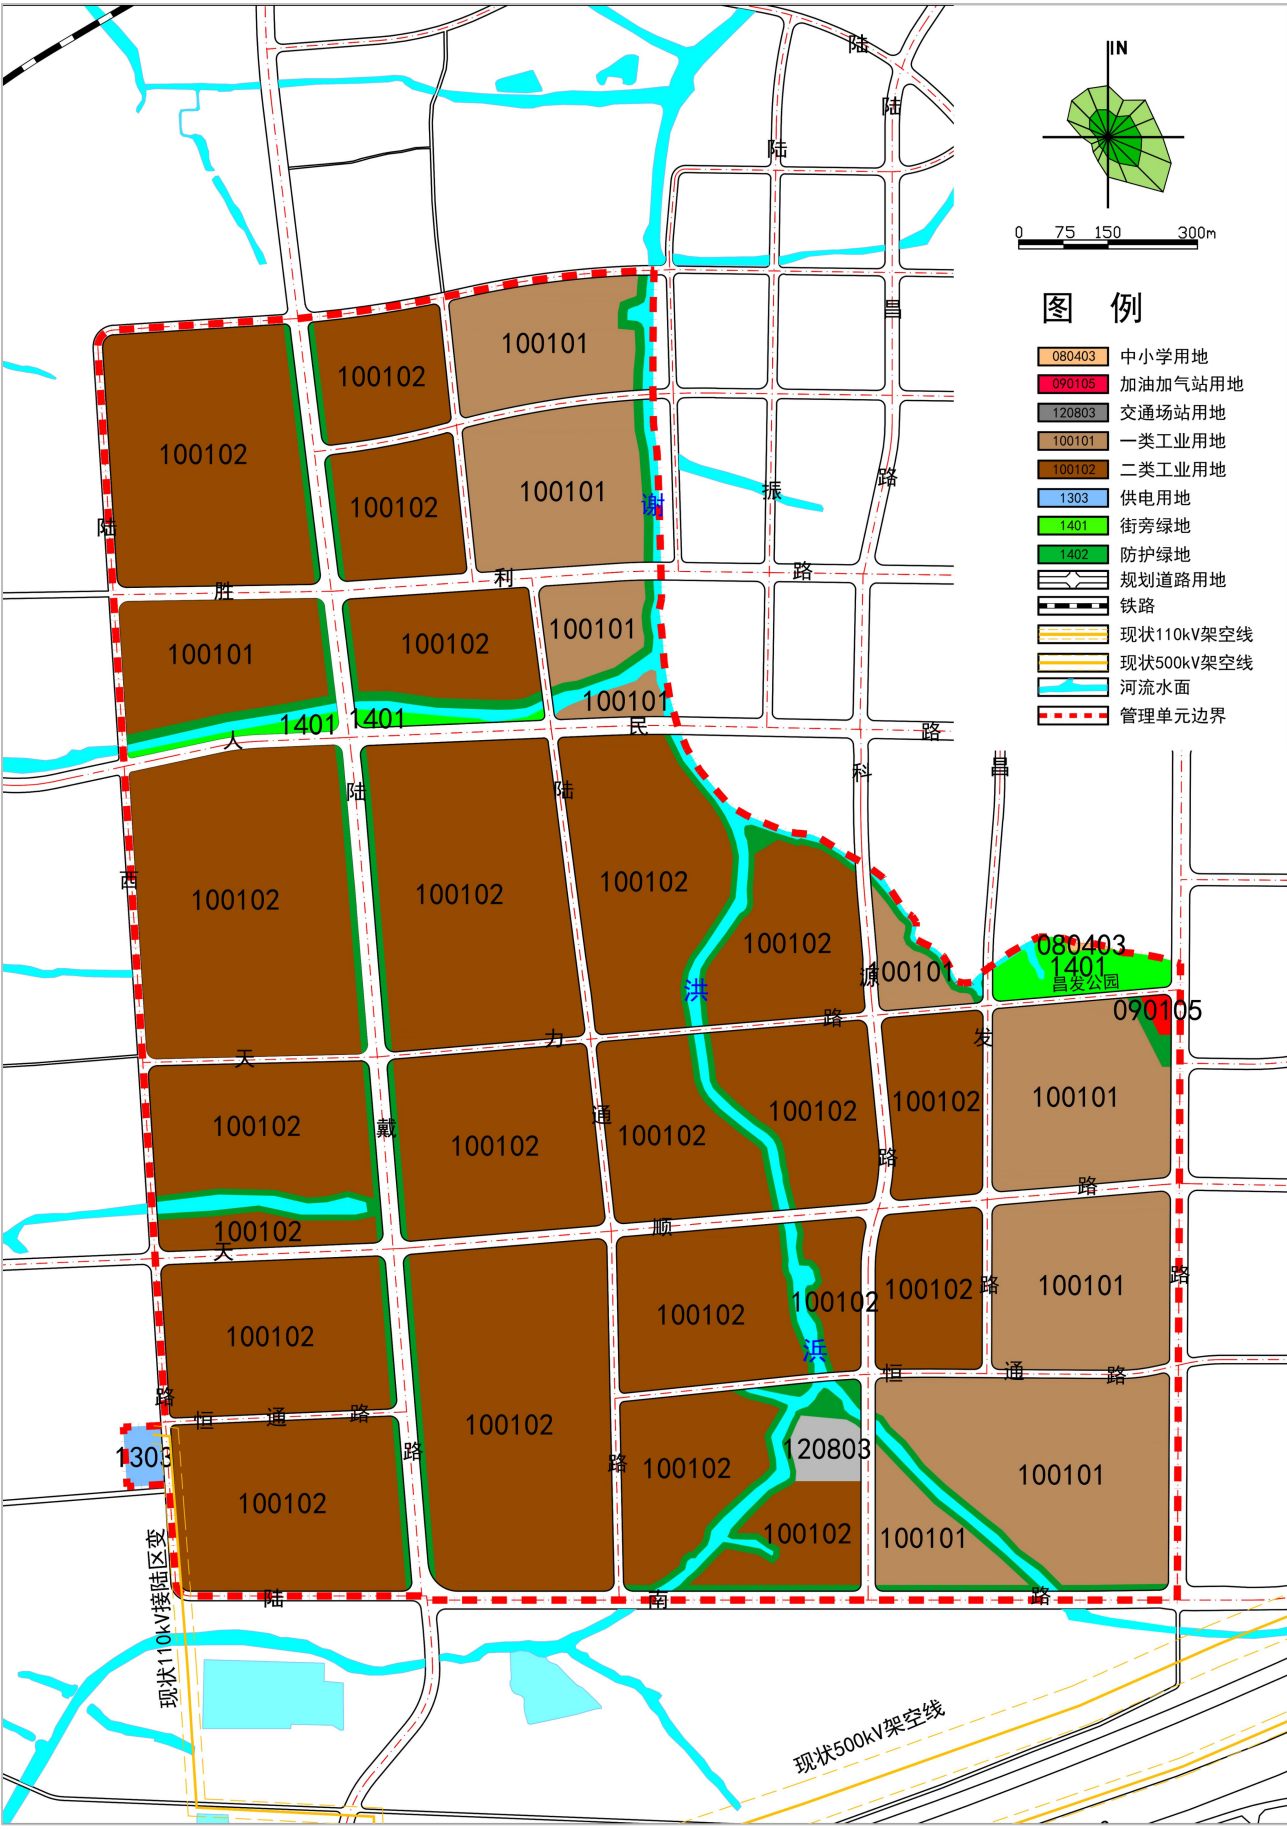 陆
陆
陆
IN
0 75 150 300m
图 例
080403 中小学用地
090105 加油加气站用地
120803 交通场站用地
100101 一类工业用地
100102 二类工业用地
1303 供电用地
1401 街旁绿地
1402 防护绿地
规划道路用地
铁路
现状110kV架空线
现状500kV架空线
河流水面
管理单元边界
昌
100101
100102
100102
100101
100102
谢
振
路
陆
胜
利
路
100101
100102
100101
100101
1401
1401
人
民
路
科
昌
陆
陆
西
100102
100102
100102
100102
080403
1401
昌发公园
源
100101
洪
090105
路
力
发
天
100102
戴
100102
通
100102
100102
100102
100101
路
路
100102
天
顺
路
路
100102
100102
100102
100102
100101
浜
恒
通
路
路
恒
通
路
1303
100102
路
100102
路
100102
120803
100101
100102
100101
现状110kV接陆区变
陆
南
路
现状500kV架空线